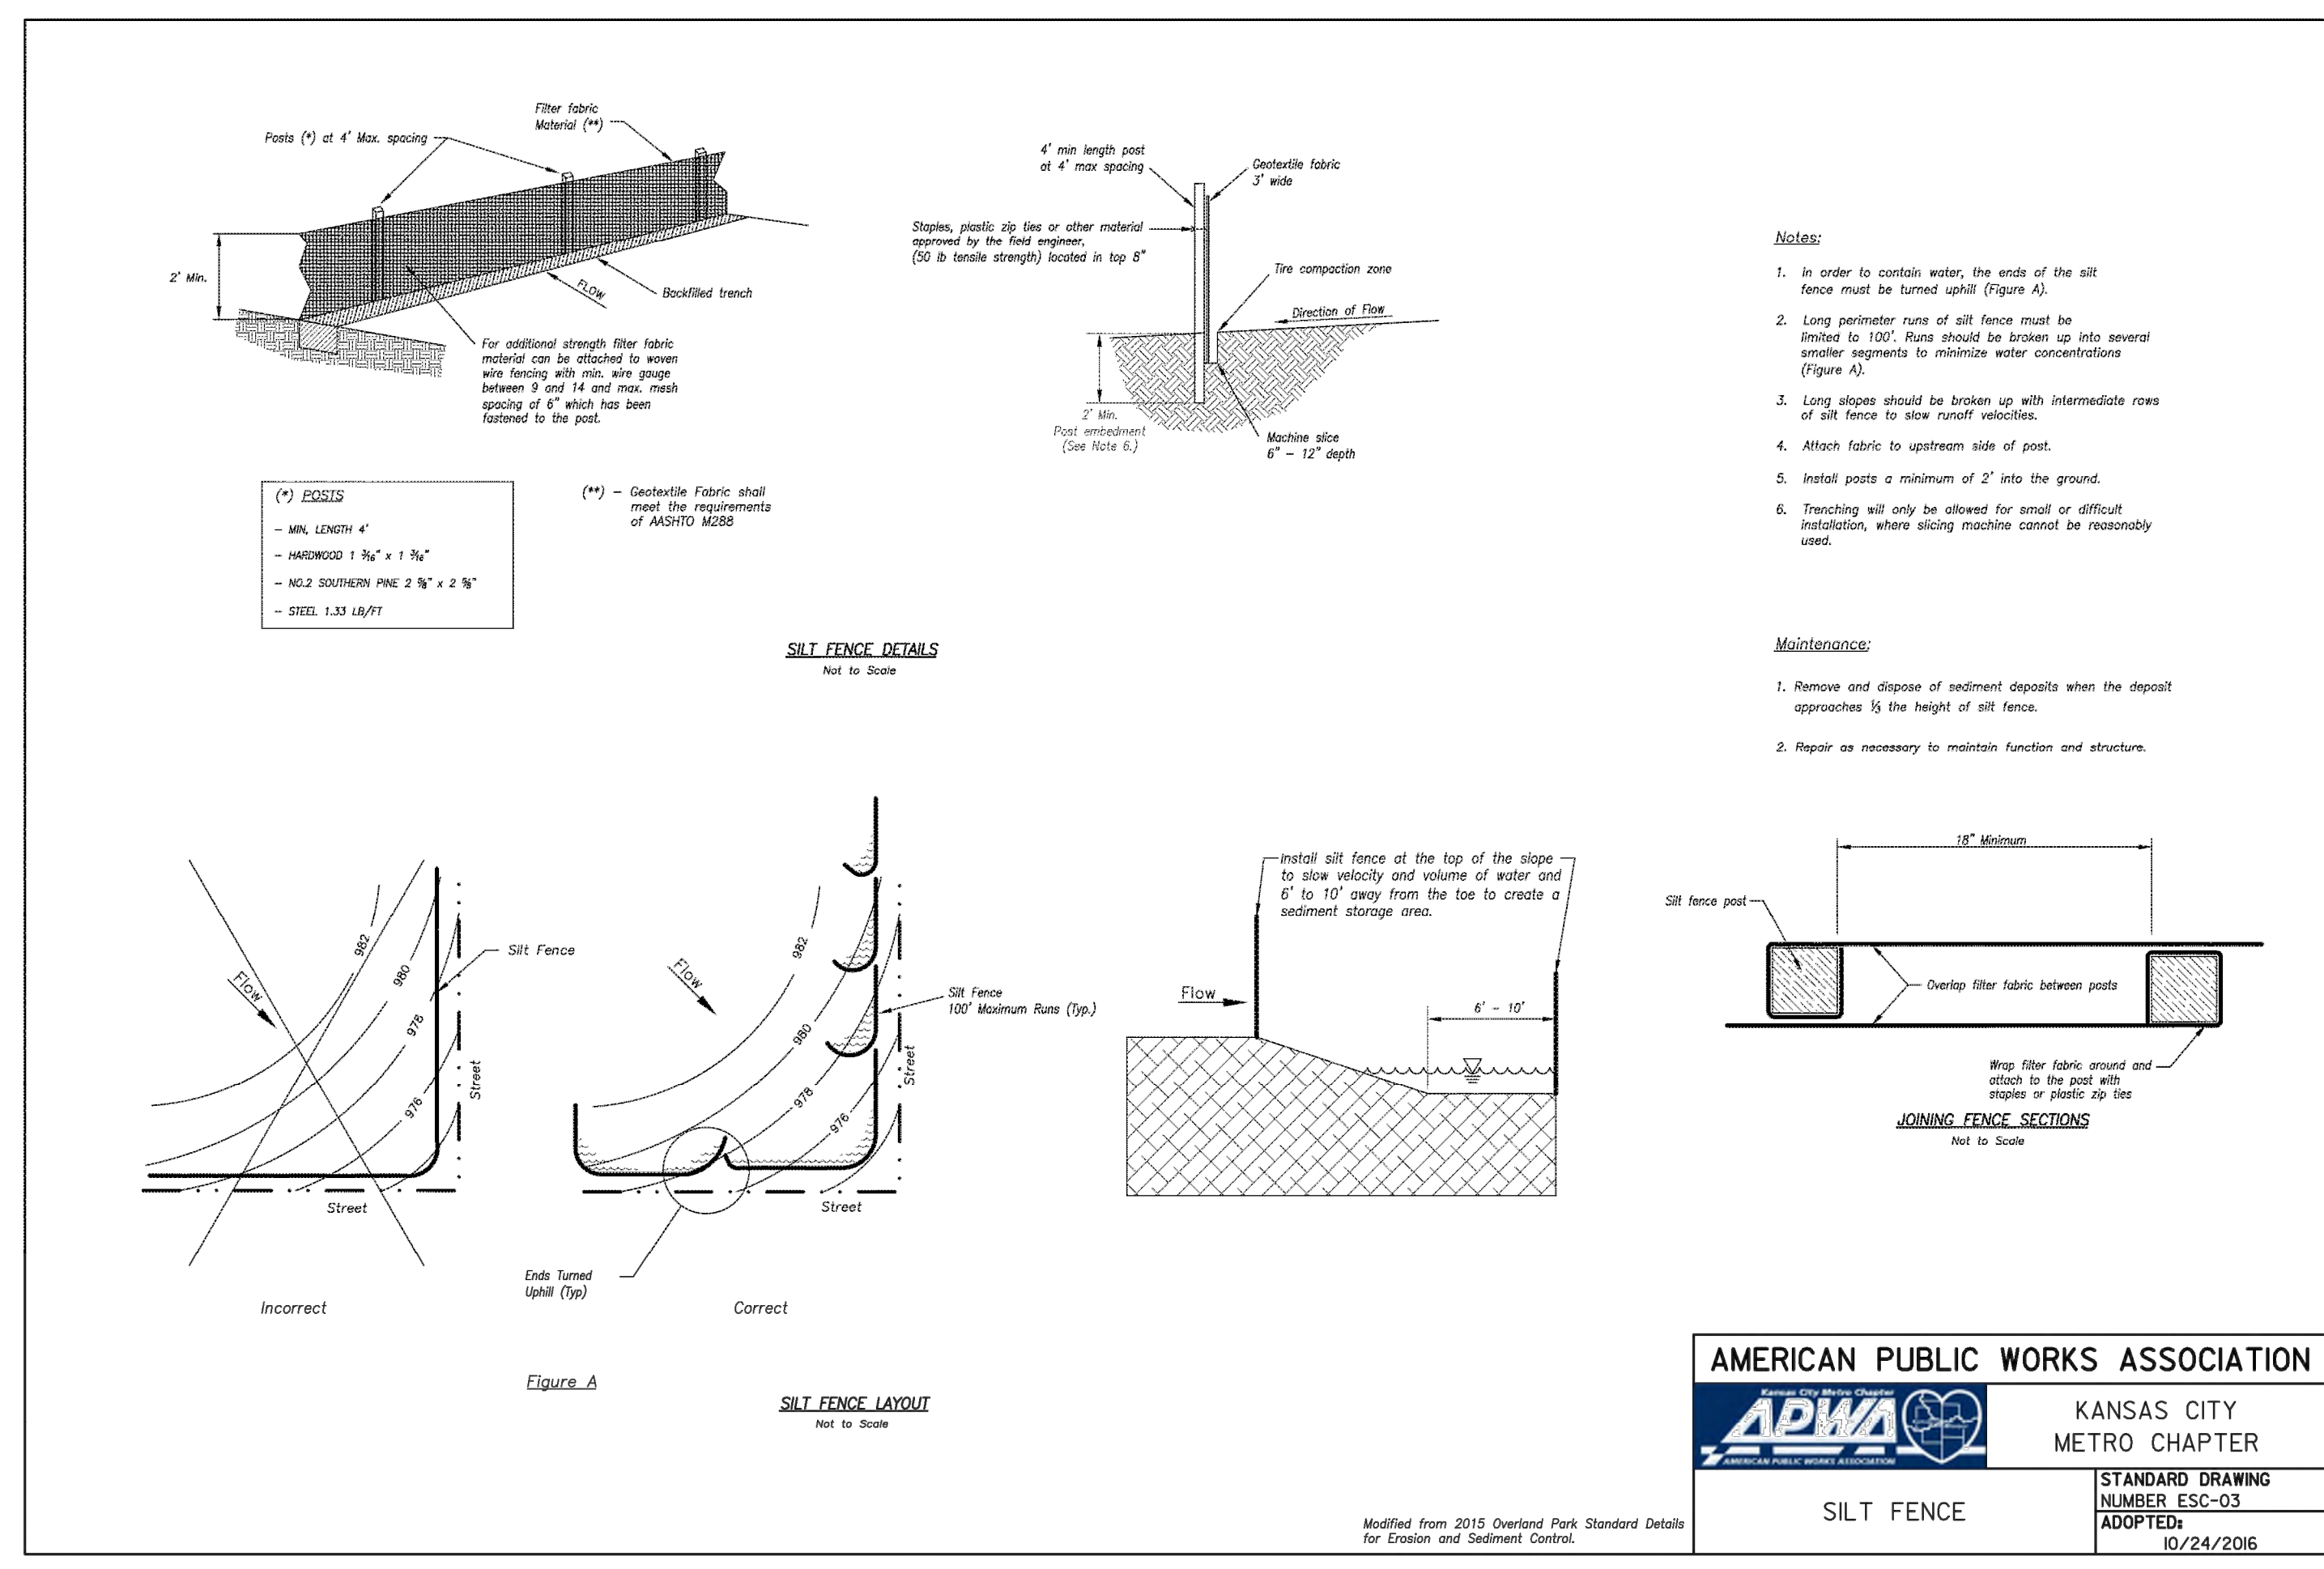 Filter fabric
Material (**)
Posts (*) at 4' Max. spacing
2' Min.
FLOW
Backfilled trench
For additional strength filter fabric
material can be attached to woven
wire fencing with min. wire gauge
between 9 and 14 and max. mesh
spacing of 6" which has been
fastened to the post.
(*) POSTS
– MIN. LENGTH 4'
– HARDWOOD 1 3/16" x 1 3/16"
– NO.2 SOUTHERN PINE 2 5/8" x 2 5/8"
– STEEL 1.33 LB/FT
(**) – Geotextile Fabric shall
meet the requirements
of AASHTO M288
4' min length post
at 4' max spacing
Geotextile fabric
3' wide
Staples, plastic zip ties or other material
approved by the field engineer,
(50 lb tensile strength) located in top 8"
Tire compaction zone
Direction of Flow
2' Min.
Post embedment
(See Note 6.)
Machine slice
6" – 12" depth
SILT FENCE DETAILS
Not to Scale
Notes:
1. In order to contain water, the ends of the silt
fence must be turned uphill (Figure A).
2. Long perimeter runs of silt fence must be
limited to 100'. Runs should be broken up into several
smaller segments to minimize water concentrations
(Figure A).
3. Long slopes should be broken up with intermediate rows
of silt fence to slow runoff velocities.
4. Attach fabric to upstream side of post.
5. Install posts a minimum of 2' into the ground.
6. Trenching will only be allowed for small or difficult
installation, where slicing machine cannot be reasonably
used.
Maintenance:
1. Remove and dispose of sediment deposits when the deposit
approaches 1/3 the height of silt fence.
2. Repair as necessary to maintain function and structure.
Flow
982
980
978
976
Silt Fence
Street
Street
Incorrect
Flow
982
980
978
976
Silt Fence
100' Maximum Runs (Typ.)
Street
Street
Ends Turned
Uphill (Typ)
Correct
Figure A
SILT FENCE LAYOUT
Not to Scale
Install silt fence at the top of the slope
to slow velocity and volume of water and
6' to 10' away from the toe to create a
sediment storage area.
Flow
6' – 10'
18" Minimum
Silt fence post
Overlap filter fabric between posts
Wrap filter fabric around and
attach to the post with
staples or plastic zip ties
JOINING FENCE SECTIONS
Not to Scale
Modified from 2015 Overland Park Standard Details
for Erosion and Sediment Control.
AMERICAN PUBLIC WORKS ASSOCIATION
Kansas City Metro Chapter
APWA
AMERICAN PUBLIC WORKS ASSOCIATION
KANSAS CITY
METRO CHAPTER
SILT FENCE
STANDARD DRAWING
NUMBER ESC-03
ADOPTED:
10/24/2016